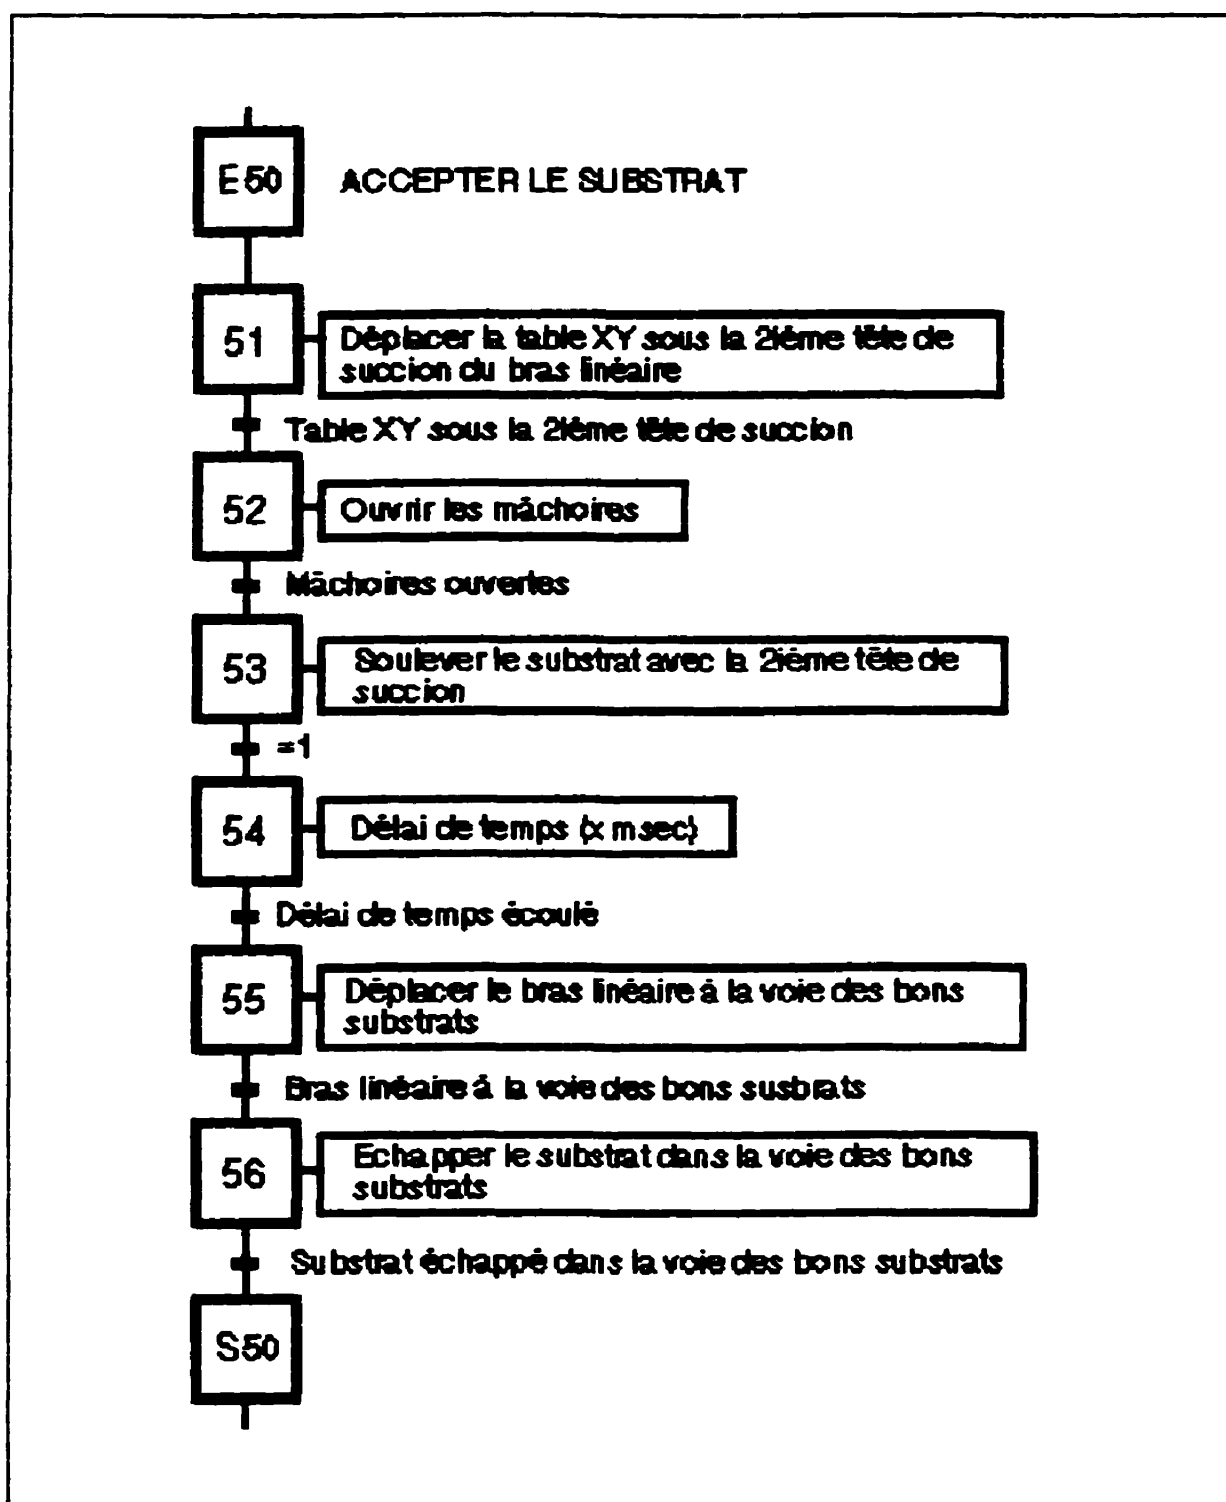 E50 ACCEPTER LE SUBSTRAT
51 Déplacer la table XY sous la 2ième tête de
succion du bras linéaire
Table XY sous la 2ième tête de succion
52 Ouvrir les mâchoires
Mâchoires ouvertes
53 Soulever le substrat avec la 2ième tête de
succion
=1
54 Délai de temps (x msec)
Délai de temps écoulé
55 Déplacer le bras linéaire à la voie des bons
substrats
Bras linéaire à la voie des bons susbrats
56 Echapper le substrat dans la voie des bons
substrats
Substrat échappé dans la voie des bons substrats
S50